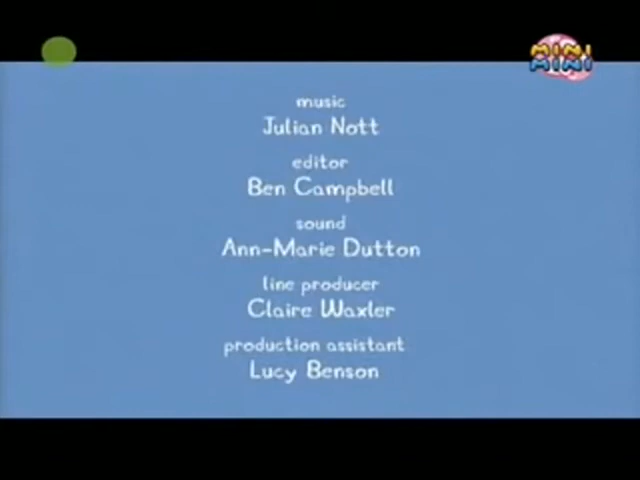 MINI
MINI
music
Julian Nott
editor
Ben Campbell
sound
Ann-Marie Dutton
line producer
Claire Waxler
production assistant
Lucy Benson